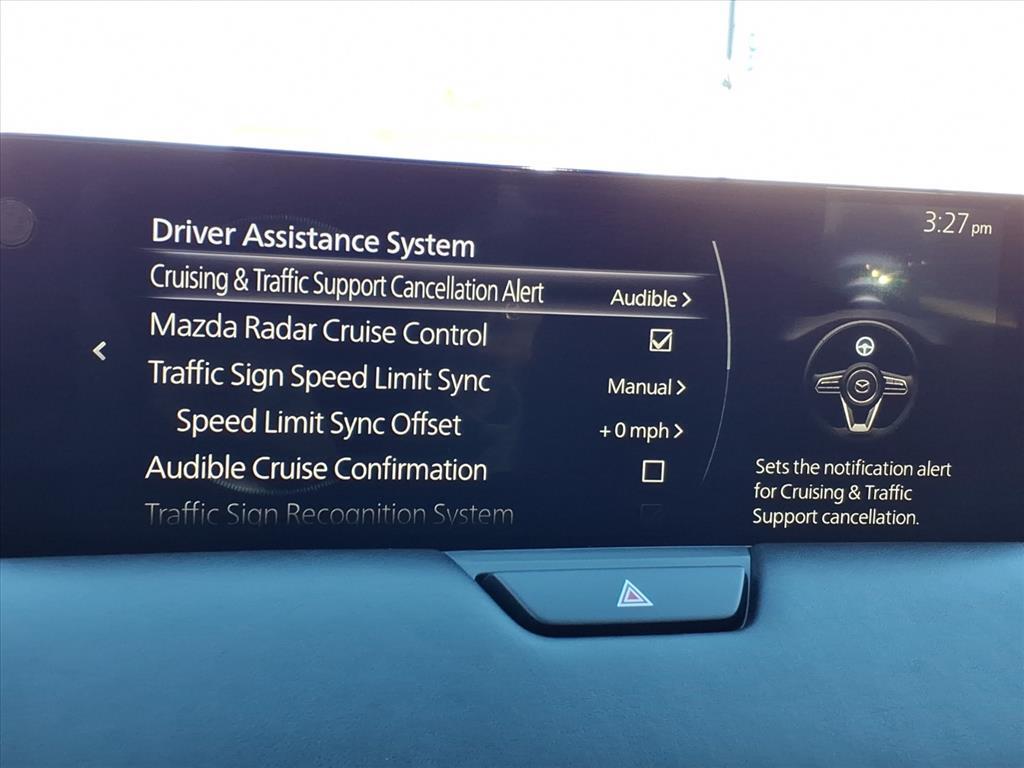 3:27 pm
Driver Assistance System
Cruising & Traffic Support Cancellation Alert Audible >
Mazda Radar Cruise Control
Traffic Sign Speed Limit Sync Manual >
Speed Limit Sync Offset + 0 mph >
Audible Cruise Confirmation
Traffic Sign Recognition System
Sets the notification alert
for Cruising & Traffic
Support cancellation.